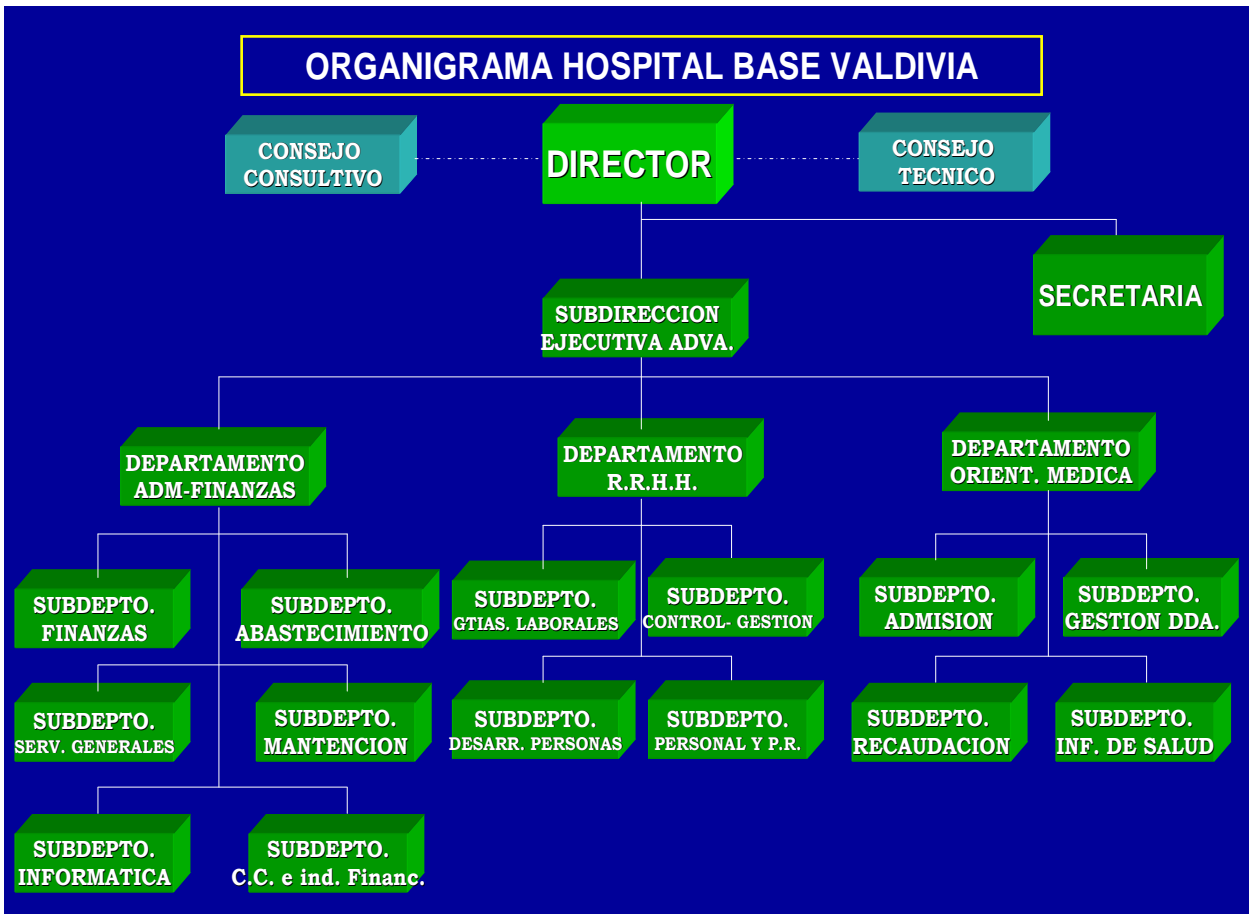 ORGANIGRAMA HOSPITAL BASE VALDIVIA
CONSEJO
CONSULTIVO
DIRECTOR
CONSEJO
TECNICO
SECRETARIA
SUBDIRECCION
EJECUTIVA ADVA.
DEPARTAMENTO
ADM-FINANZAS
DEPARTAMENTO
R.R.H.H.
DEPARTAMENTO
ORIENT. MEDICA
SUBDEPTO.
FINANZAS
SUBDEPTO.
ABASTECIMIENTO
SUBDEPTO.
GTIAS. LABORALES
SUBDEPTO.
CONTROL- GESTION
SUBDEPTO.
ADMISION
SUBDEPTO.
GESTION DDA.
SUBDEPTO.
SERV. GENERALES
SUBDEPTO.
MANTENCION
SUBDEPTO.
DESARR. PERSONAS
SUBDEPTO.
PERSONAL Y P.R.
SUBDEPTO.
RECAUDACION
SUBDEPTO.
INF. DE SALUD
SUBDEPTO.
INFORMATICA
SUBDEPTO.
C.C. e ind. Financ.